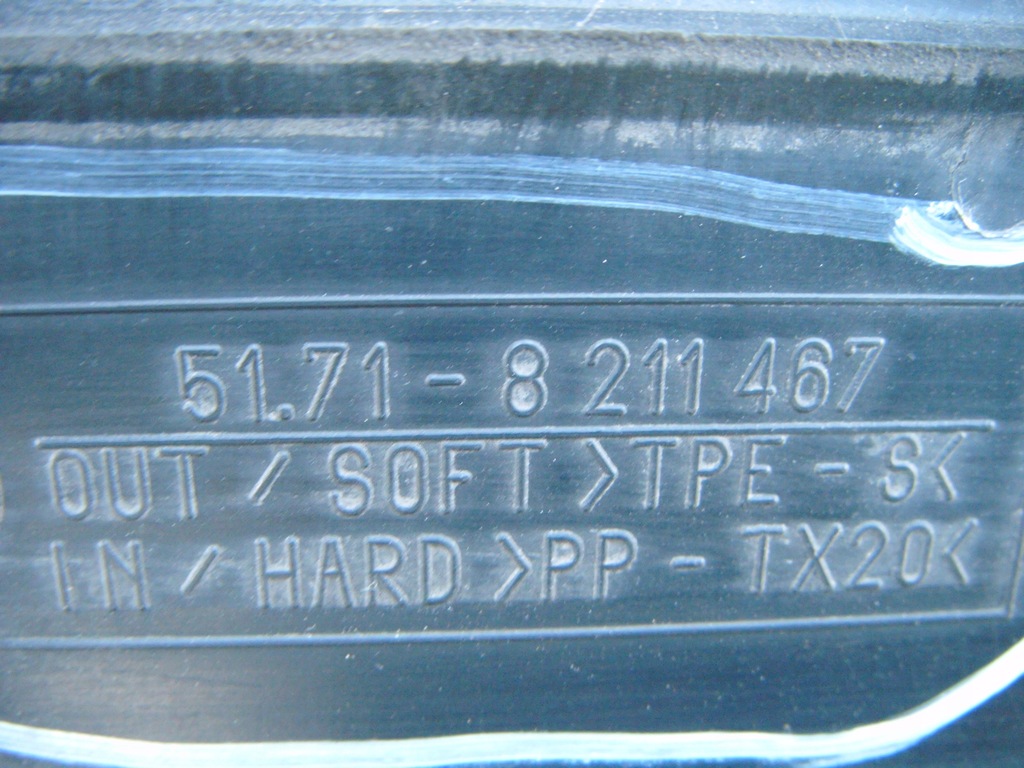 51.71 - 8 211 467
OUT / SOFT >TPE - S<
IN / HARD >PP - TX20<